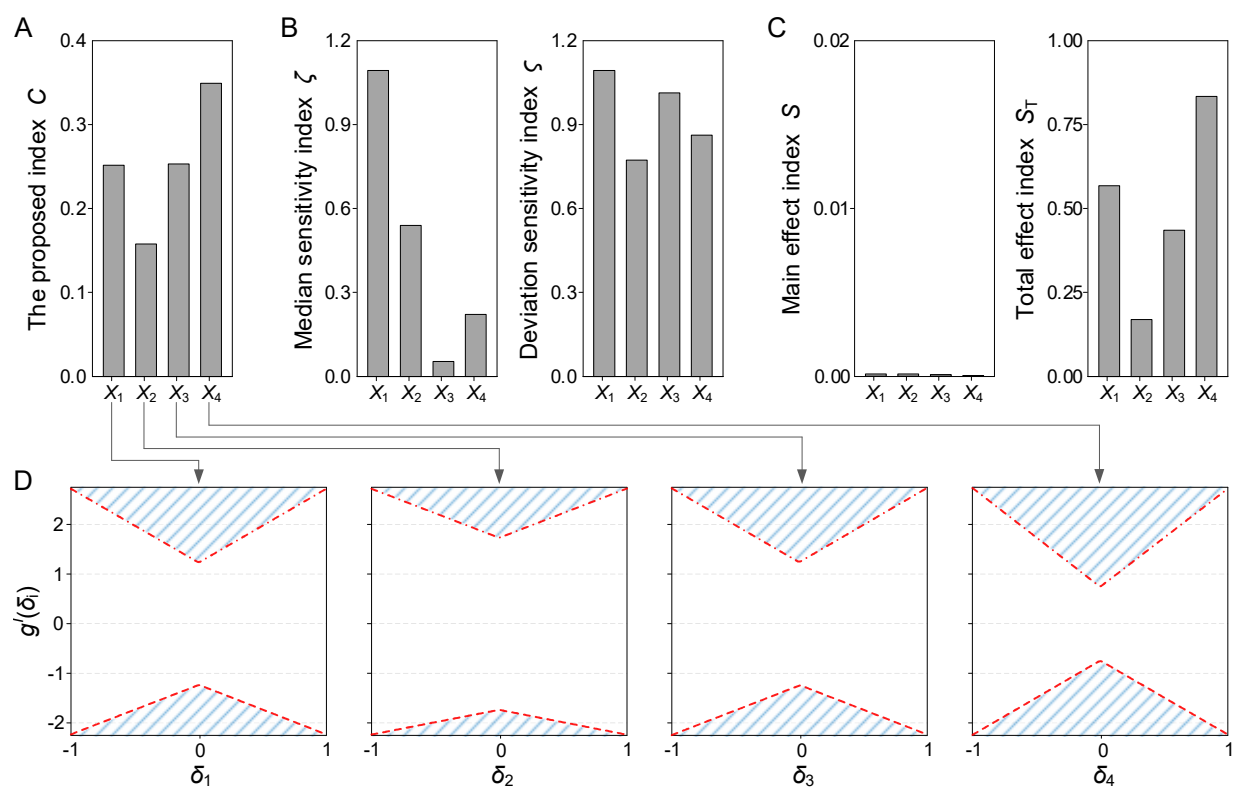 A
B
C
The proposed index C
0.4
0.3
0.2
0.1
0.0
X₁ X₂ X₃ X₄
Median sensitivity index ζ
1.2
0.9
0.6
0.3
0.0
X₁ X₂ X₃ X₄
Deviation sensitivity index ς
1.2
0.9
0.6
0.3
0.0
X₁ X₂ X₃ X₄
Main effect index S
0.02
0.01
0.00
X₁ X₂ X₃ X₄
Total effect index S_T
1.00
0.75
0.50
0.25
0.00
X₁ X₂ X₃ X₄
D
g^I(δᵢ)
2
1
0
-1
-2
-1 0 1
δ₁
-1 0 1
δ₂
-1 0 1
δ₃
-1 0 1
δ₄